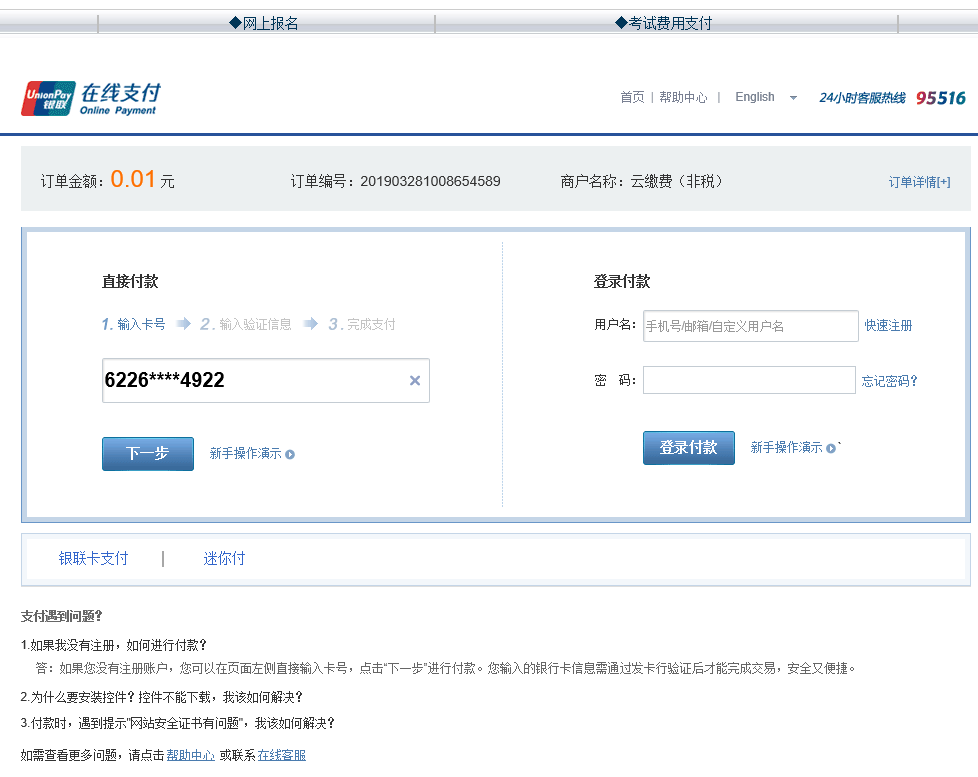 ◆网上报名 ◆考试费用支付
UnionPay 银联 在线支付 Online Payment
首页 | 帮助中心 | English 24小时客服热线 95516
订单金额：0.01 元 订单编号：201903281008654589 商户名称：云缴费（非税） 订单详情[+]
直接付款
1. 输入卡号 2. 输入验证信息 3. 完成支付
6226****4922 ×
下一步 新手操作演示
登录付款
用户名： 手机号/邮箱/自定义用户名 快速注册
密 码： 忘记密码？
登录付款 新手操作演示
银联卡支付 | 迷你付
支付遇到问题？
1.如果我没有注册，如何进行付款？
答：如果您没有注册账户，您可以在页面左侧直接输入卡号，点击“下一步”进行付款。您输入的银行卡信息需通过发卡行验证后才能完成交易，安全又便捷。
2.为什么要安装控件？控件不能下载，我该如何解决？
3.付款时，遇到提示"网站安全证书有问题"，我该如何解决？
如需查看更多问题，请点击 帮助中心 或联系 在线客服